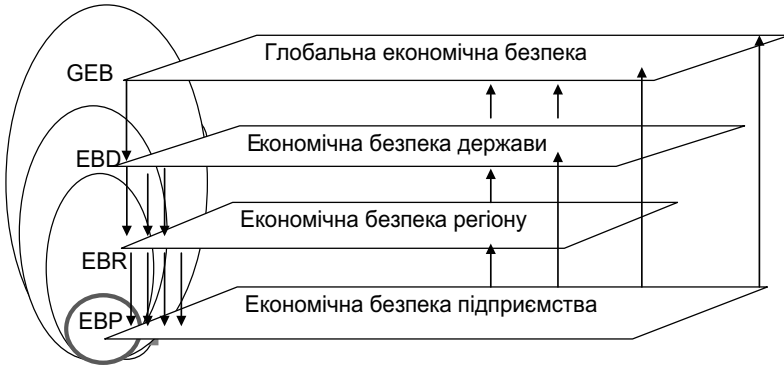 Глобальна економічна безпека
GEB
Економічна безпека держави
EBD
Економічна безпека регіону
EBR
Економічна безпека підприємства
EBP